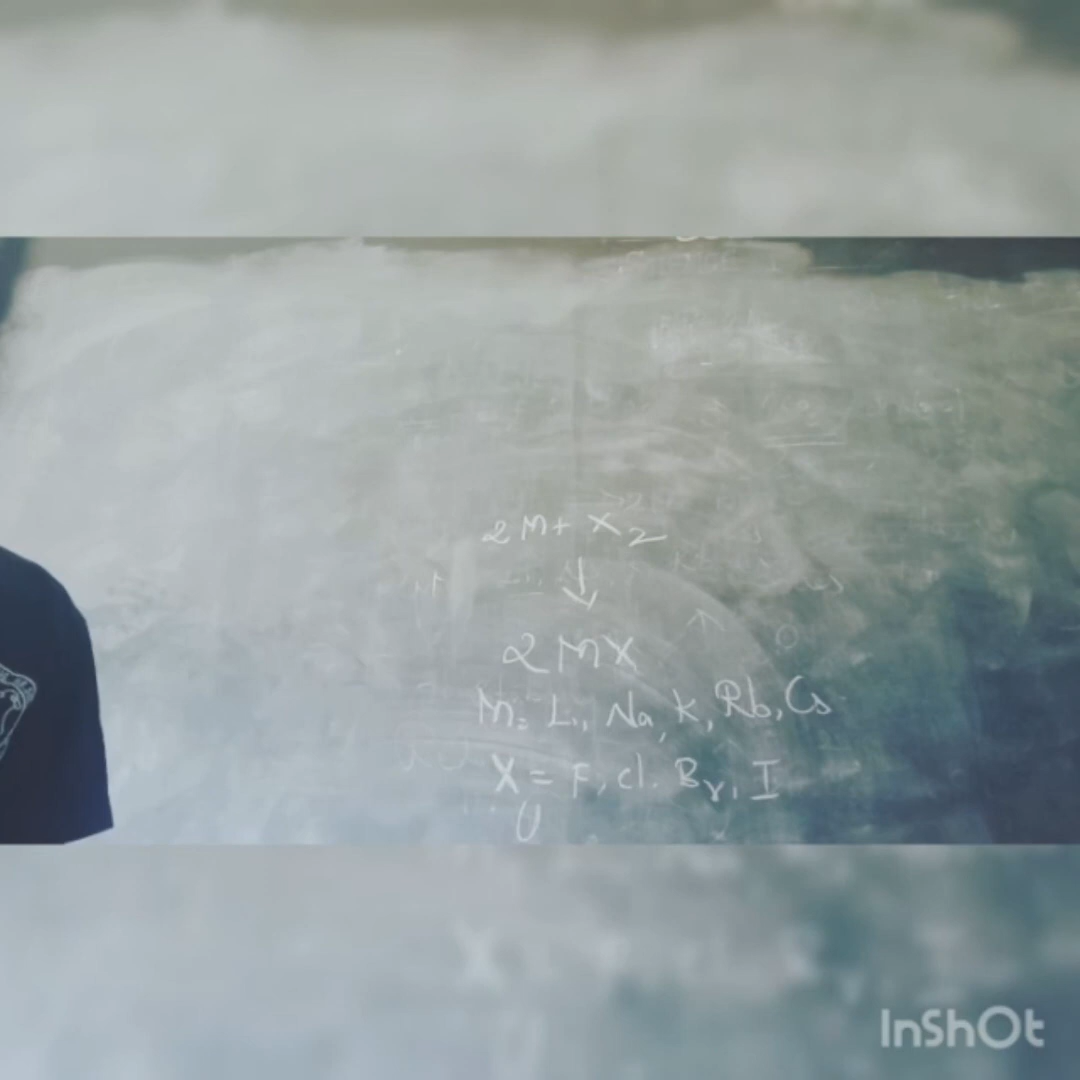 2M+ X2
↓
2MX
M= Li, Na, K, Rb, Cs
X = F, cl, Br, I
InShOt